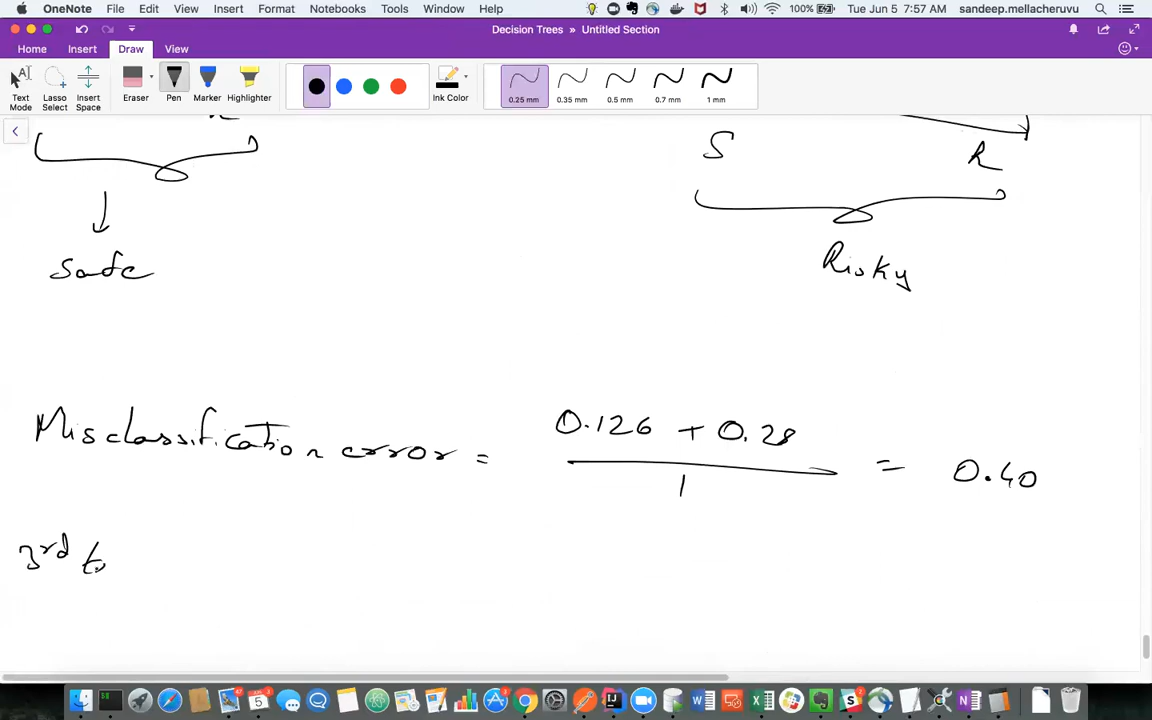 OneNote File Edit View Insert Format Notebooks Tools Window Help 100% Tue Jun 5 7:57 AM sandeep.mellacheruvu
Decision Trees » Untitled Section
Home Insert Draw View
Text Mode Lasso Select Insert Space Eraser Pen Marker Highlighter Ink Color 0.25 mm 0.35 mm 0.5 mm 0.7 mm 1 mm
S R
Safe Risky
Misclassification error = 0.126 + 0.28 / 1 = 0.40
3rd